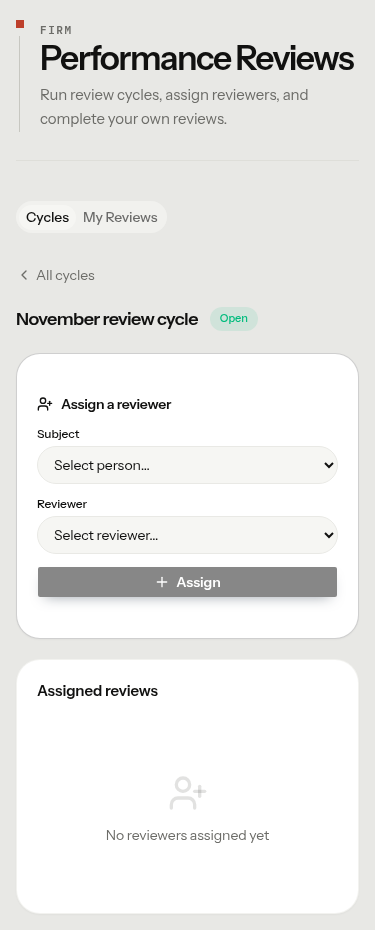 FIRM
Performance Reviews
Run review cycles, assign reviewers, and
complete your own reviews.
Cycles My Reviews
All cycles
November review cycle Open
Assign a reviewer
Subject
Select person...
Reviewer
Select reviewer...
Assign
Assigned reviews
No reviewers assigned yet